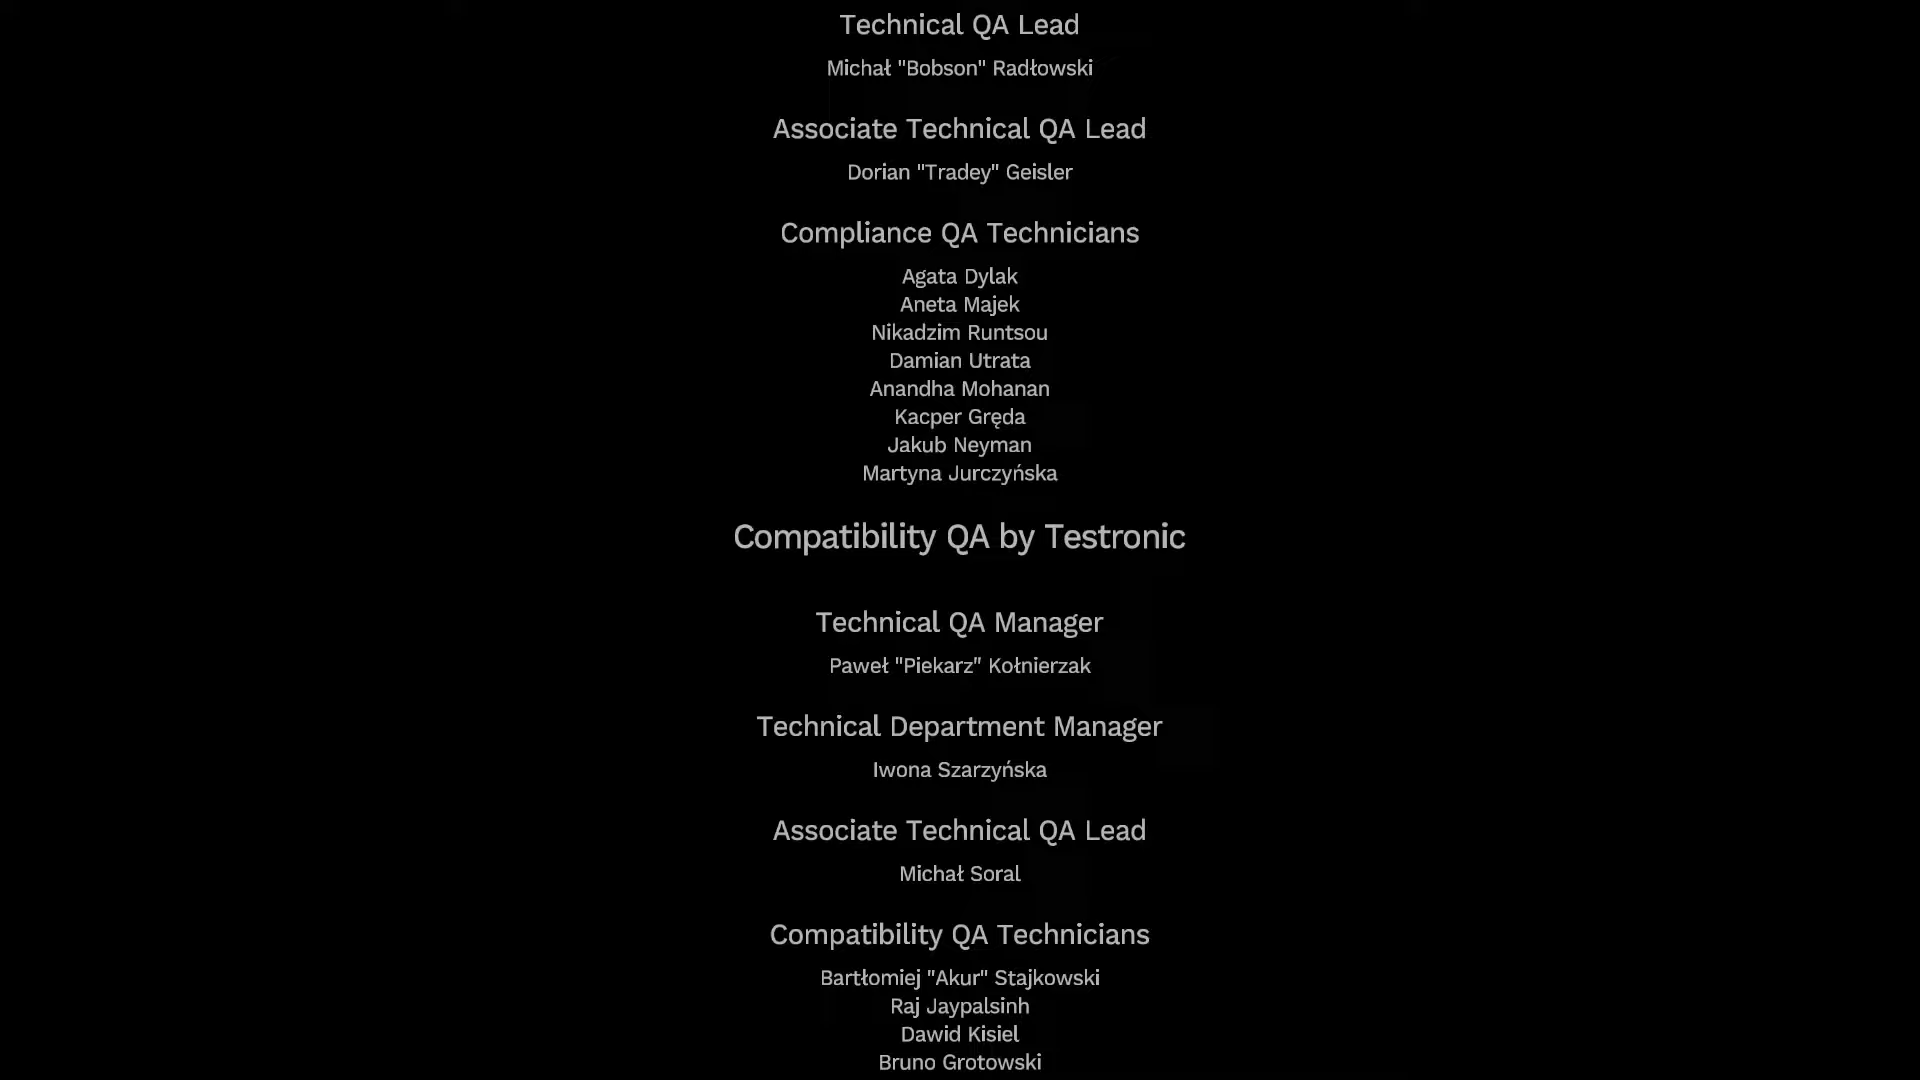 Technical QA Lead
Michał "Bobson" Radłowski
Associate Technical QA Lead
Dorian "Tradey" Geisler
Compliance QA Technicians
Agata Dylak
Aneta Majek
Nikadzim Runtsou
Damian Utrata
Anandha Mohanan
Kacper Gręda
Jakub Neyman
Martyna Jurczyńska
Compatibility QA by Testronic
Technical QA Manager
Paweł "Piekarz" Kołnierzak
Technical Department Manager
Iwona Szarzyńska
Associate Technical QA Lead
Michał Soral
Compatibility QA Technicians
Bartłomiej "Akur" Stajkowski
Raj Jaypalsinh
Dawid Kisiel
Bruno Grotowski